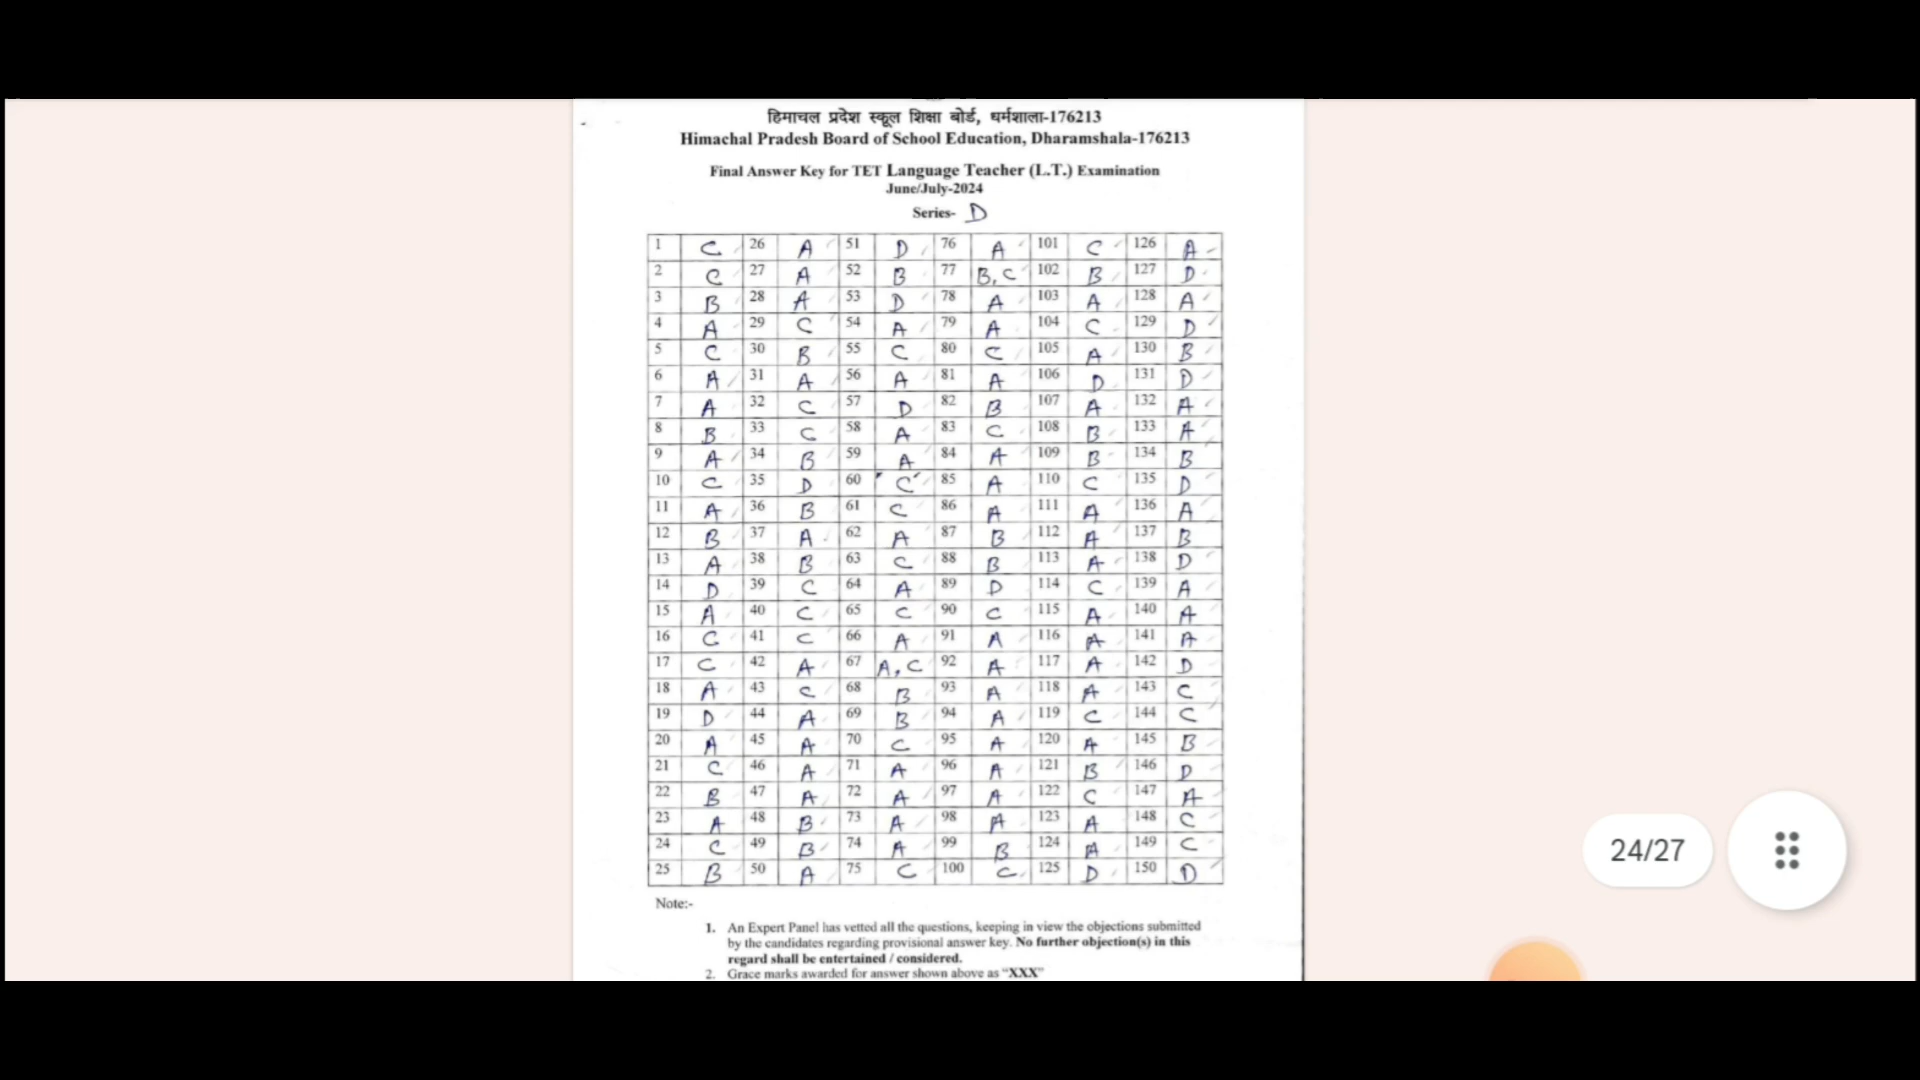 हिमाचल प्रदेश स्कूल शिक्षा बोर्ड, धर्मशाला-176213
Himachal Pradesh Board of School Education, Dharamshala-176213
Final Answer Key for TET Language Teacher (L.T.) Examination
June/July-2024
Series- D
1 C 26 A 51 D 76 A 101 C 126 A
2 C 27 A 52 B 77 B, C 102 B 127 D
3 B 28 A 53 D 78 A 103 A 128 A
4 A 29 C 54 A 79 A 104 C 129 D
5 C 30 B 55 C 80 C 105 A 130 B
6 A 31 A 56 A 81 A 106 D 131 D
7 A 32 C 57 D 82 B 107 A 132 A
8 B 33 C 58 A 83 C 108 B 133 A
9 A 34 B 59 A 84 A 109 B 134 B
10 C 35 D 60 C 85 A 110 C 135 D
11 A 36 B 61 C 86 A 111 A 136 A
12 B 37 A 62 A 87 B 112 A 137 B
13 A 38 B 63 C 88 B 113 A 138 D
14 D 39 C 64 A 89 D 114 C 139 A
15 A 40 C 65 C 90 C 115 A 140 A
16 C 41 C 66 A 91 A 116 A 141 A
17 C 42 A 67 A, C 92 A 117 A 142 D
18 A 43 C 68 B 93 A 118 A 143 C
19 D 44 A 69 B 94 A 119 C 144 C
20 A 45 A 70 C 95 A 120 A 145 B
21 C 46 A 71 A 96 A 121 B 146 D
22 B 47 A 72 A 97 A 122 C 147 A
23 A 48 B 73 A 98 A 123 A 148 C
24 C 49 B 74 A 99 B 124 A 149 C
25 B 50 A 75 C 100 C 125 D 150 D
Note:-
1. An Expert Panel has vetted all the questions, keeping in view the objections submitted
by the candidates regarding provisional answer key. No further objection(s) in this
regard shall be entertained / considered.
2. Grace marks awarded for answer shown above as "XXX"
24/27